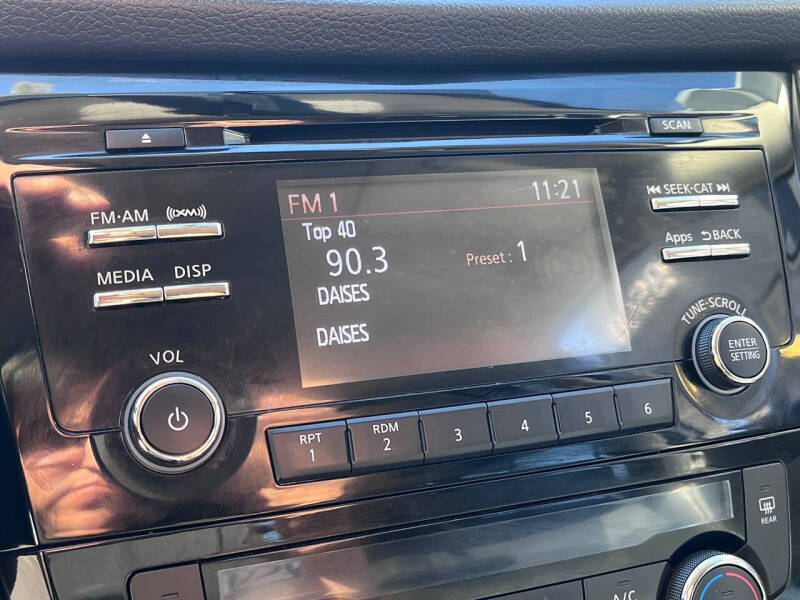 SCAN
FM·AM
XM
SEEK·CAT
FM 1
11:21
Top 40
90.3
Preset : 1
DAISES
DAISES
Apps
BACK
MEDIA
DISP
TUNE·SCROLL
ENTER
SETTING
VOL
RPT
1
RDM
2
3
4
5
6
REAR
A/C